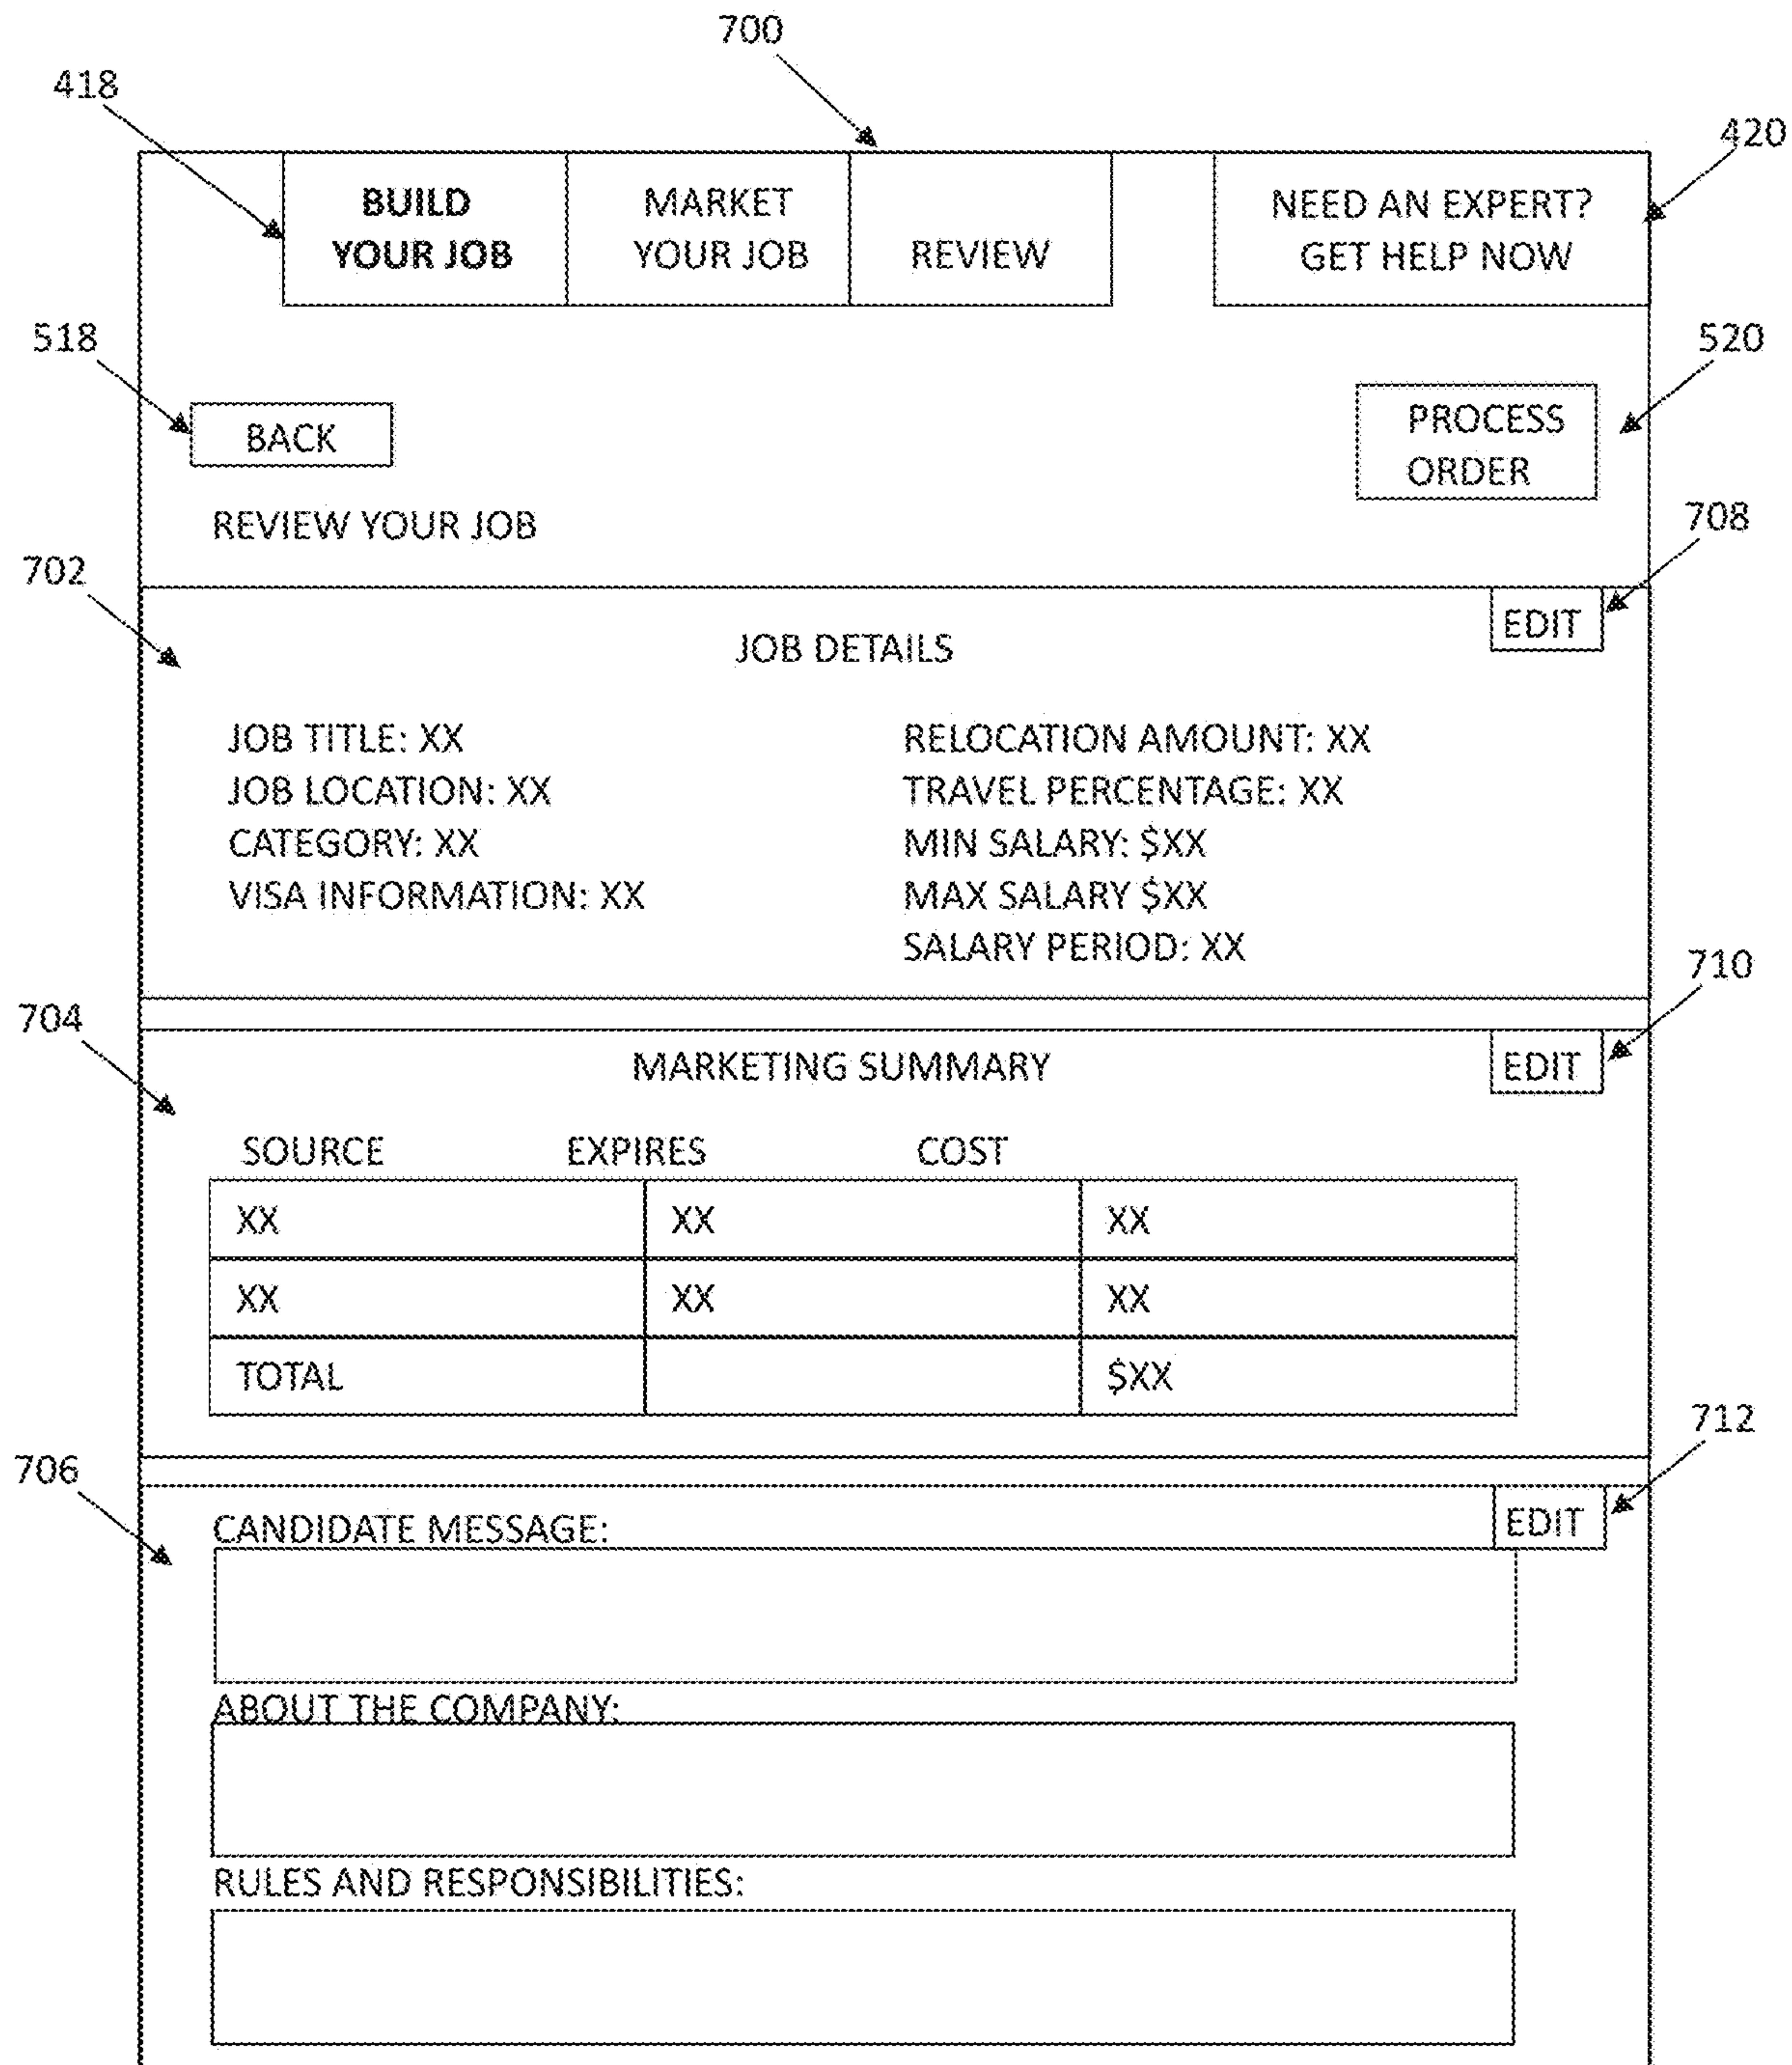 700
418
420
BUILD
YOUR JOB
MARKET
YOUR JOB
REVIEW
NEED AN EXPERT?
GET HELP NOW
518
520
BACK
PROCESS
ORDER
REVIEW YOUR JOB
708
702
EDIT
JOB DETAILS
JOB TITLE: XX
JOB LOCATION: XX
CATEGORY: XX
VISA INFORMATION: XX
RELOCATION AMOUNT: XX
TRAVEL PERCENTAGE: XX
MIN SALARY: $XX
MAX SALARY $XX
SALARY PERIOD: XX
710
704
MARKETING SUMMARY
EDIT
SOURCE EXPIRES COST
XX XX XX
XX XX XX
TOTAL $XX
712
706
EDIT
CANDIDATE MESSAGE:
ABOUT THE COMPANY:
RULES AND RESPONSIBILITIES: